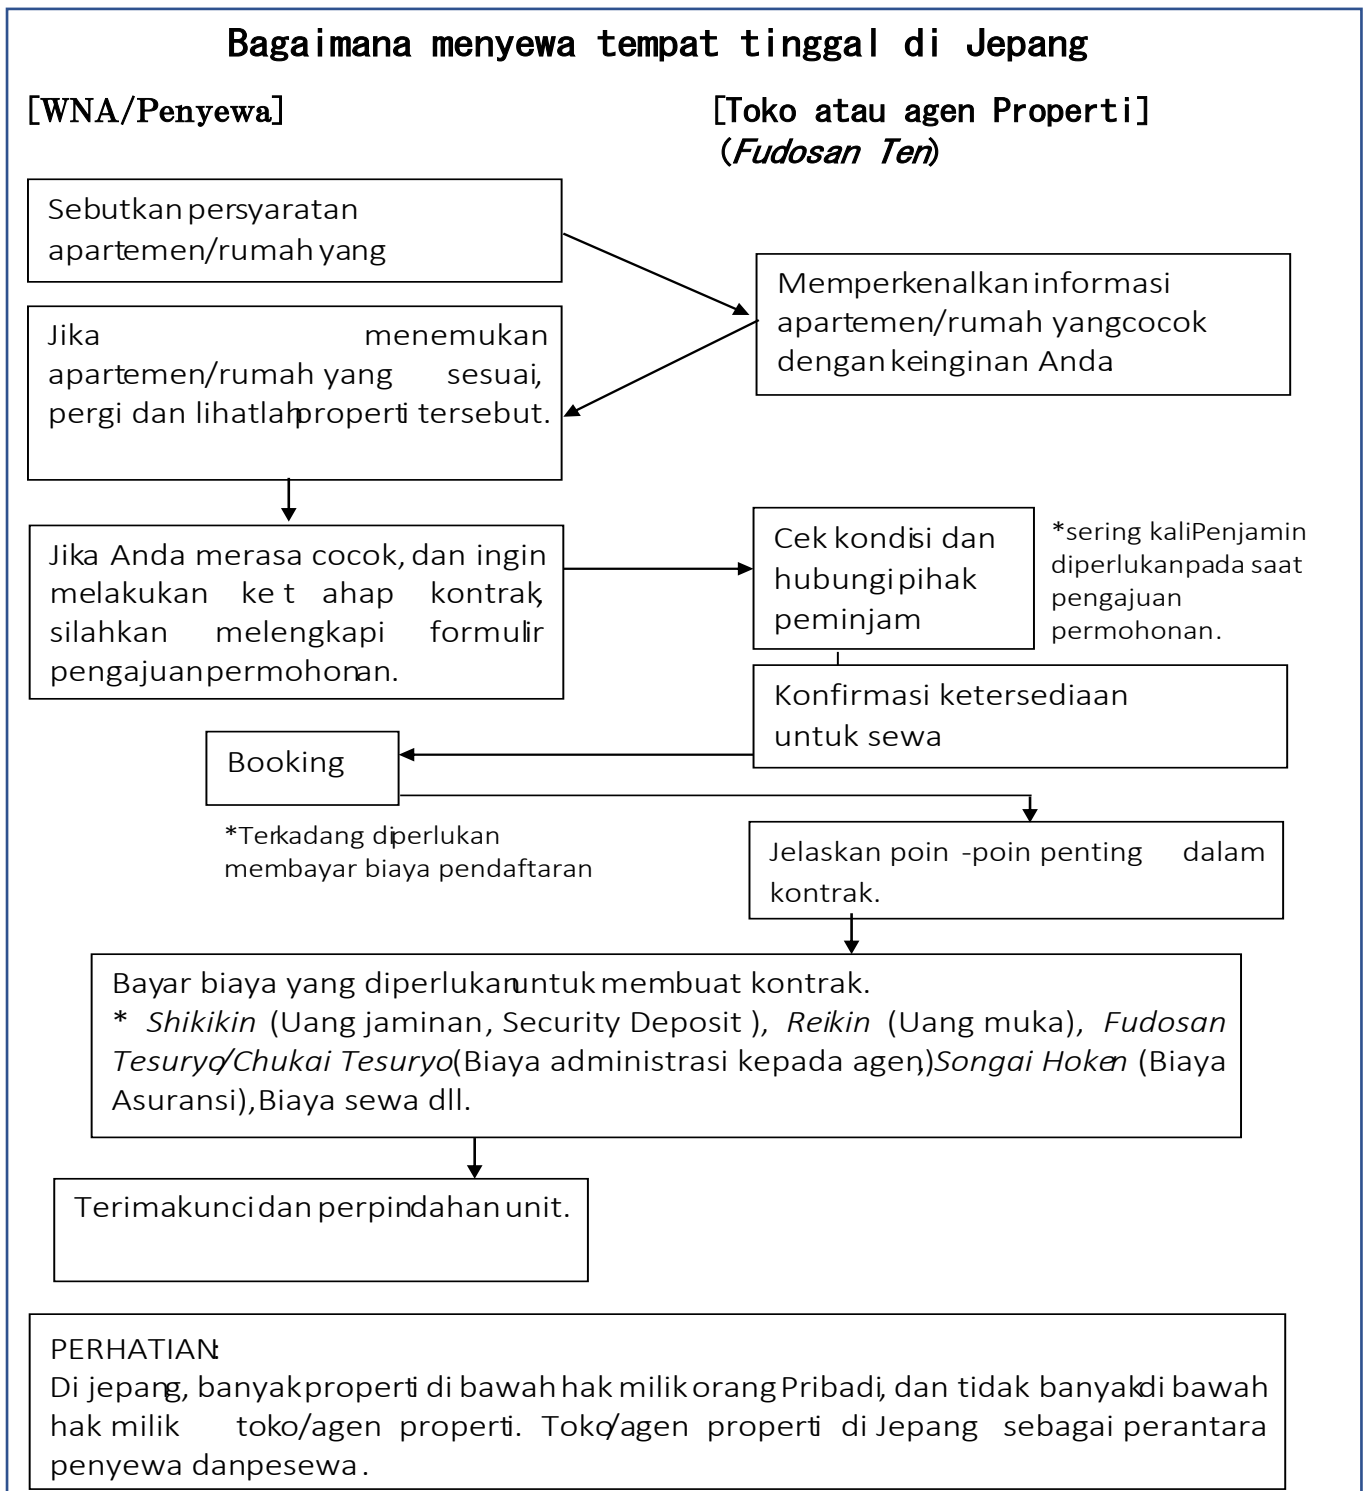 Bagaimana menyewa tempat tinggal di Jepang
[WNA/Penyewa]
[Toko atau agen Properti]
(Fudosan Ten)
Sebutkan persyaratan
apartemen/rumah yang
Memperkenalkan informasi
apartemen/rumah yang cocok
dengan keinginan Anda.
Jika menemukan
apartemen/rumah yang sesuai,
pergi dan lihatlah properti tersebut.
Jika Anda merasa cocok, dan ingin
melakukan ke t ahap kontrak,
silahkan melengkapi formulir
pengajuan permohonan.
Cek kondisi dan
hubungi pihak
peminjam
*sering kali Penjamin
diperlukan pada saat
pengajuan
permohonan.
Konfirmasi ketersediaan
untuk sewa
Booking
*Terkadang diperlukan
membayar biaya pendaftaran
Jelaskan poin -poin penting dalam
kontrak.
Bayar biaya yang diperlukan untuk membuat kontrak.
* Shikikin (Uang jaminan, Security Deposit ), Reikin (Uang muka), Fudosan
Tesuryo/Chukai Tesuryo(Biaya administrasi kepada agen,)Songai Hoken (Biaya
Asuransi),Biaya sewa dll.
Terima kunci dan perpindahan unit.
PERHATIAN:
Di jepang, banyak properti di bawah hak milik orang Pribadi, dan tidak banyak di bawah
hak milik toko/agen properti. Toko/agen properti di Jepang sebagai perantara
penyewa dan pesewa.